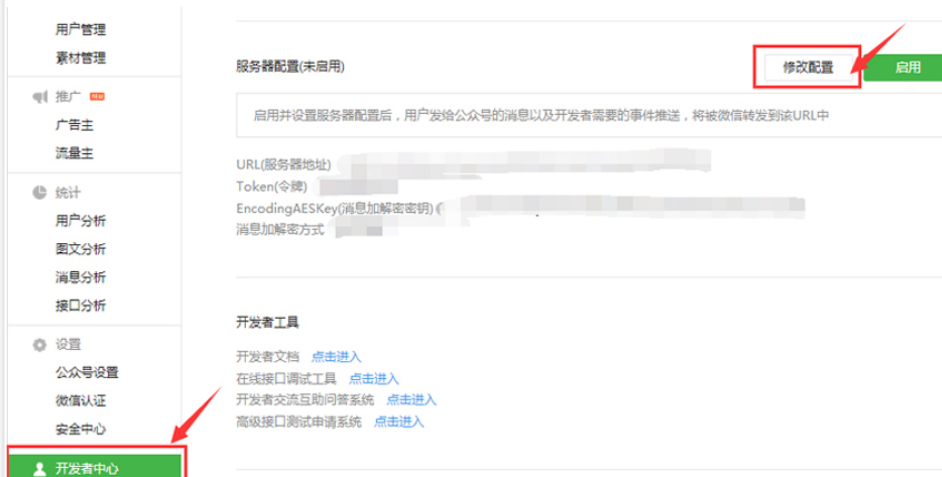 用户管理
素材管理
推广
广告主
流量主
统计
用户分析
图文分析
消息分析
接口分析
设置
公众号设置
微信认证
安全中心
开发者中心
服务器配置(未启用)
修改配置
启用
启用并设置服务器配置后，用户发给公众号的消息以及开发者需要的事件推送，将被微信转发到该URL中
URL(服务器地址)
Token(令牌)
EncodingAESKey(消息加解密密钥)
消息加解密方式
开发者工具
开发者文档 点击进入
在线接口调试工具 点击进入
开发者交流互助问答系统 点击进入
高级接口测试申请系统 点击进入